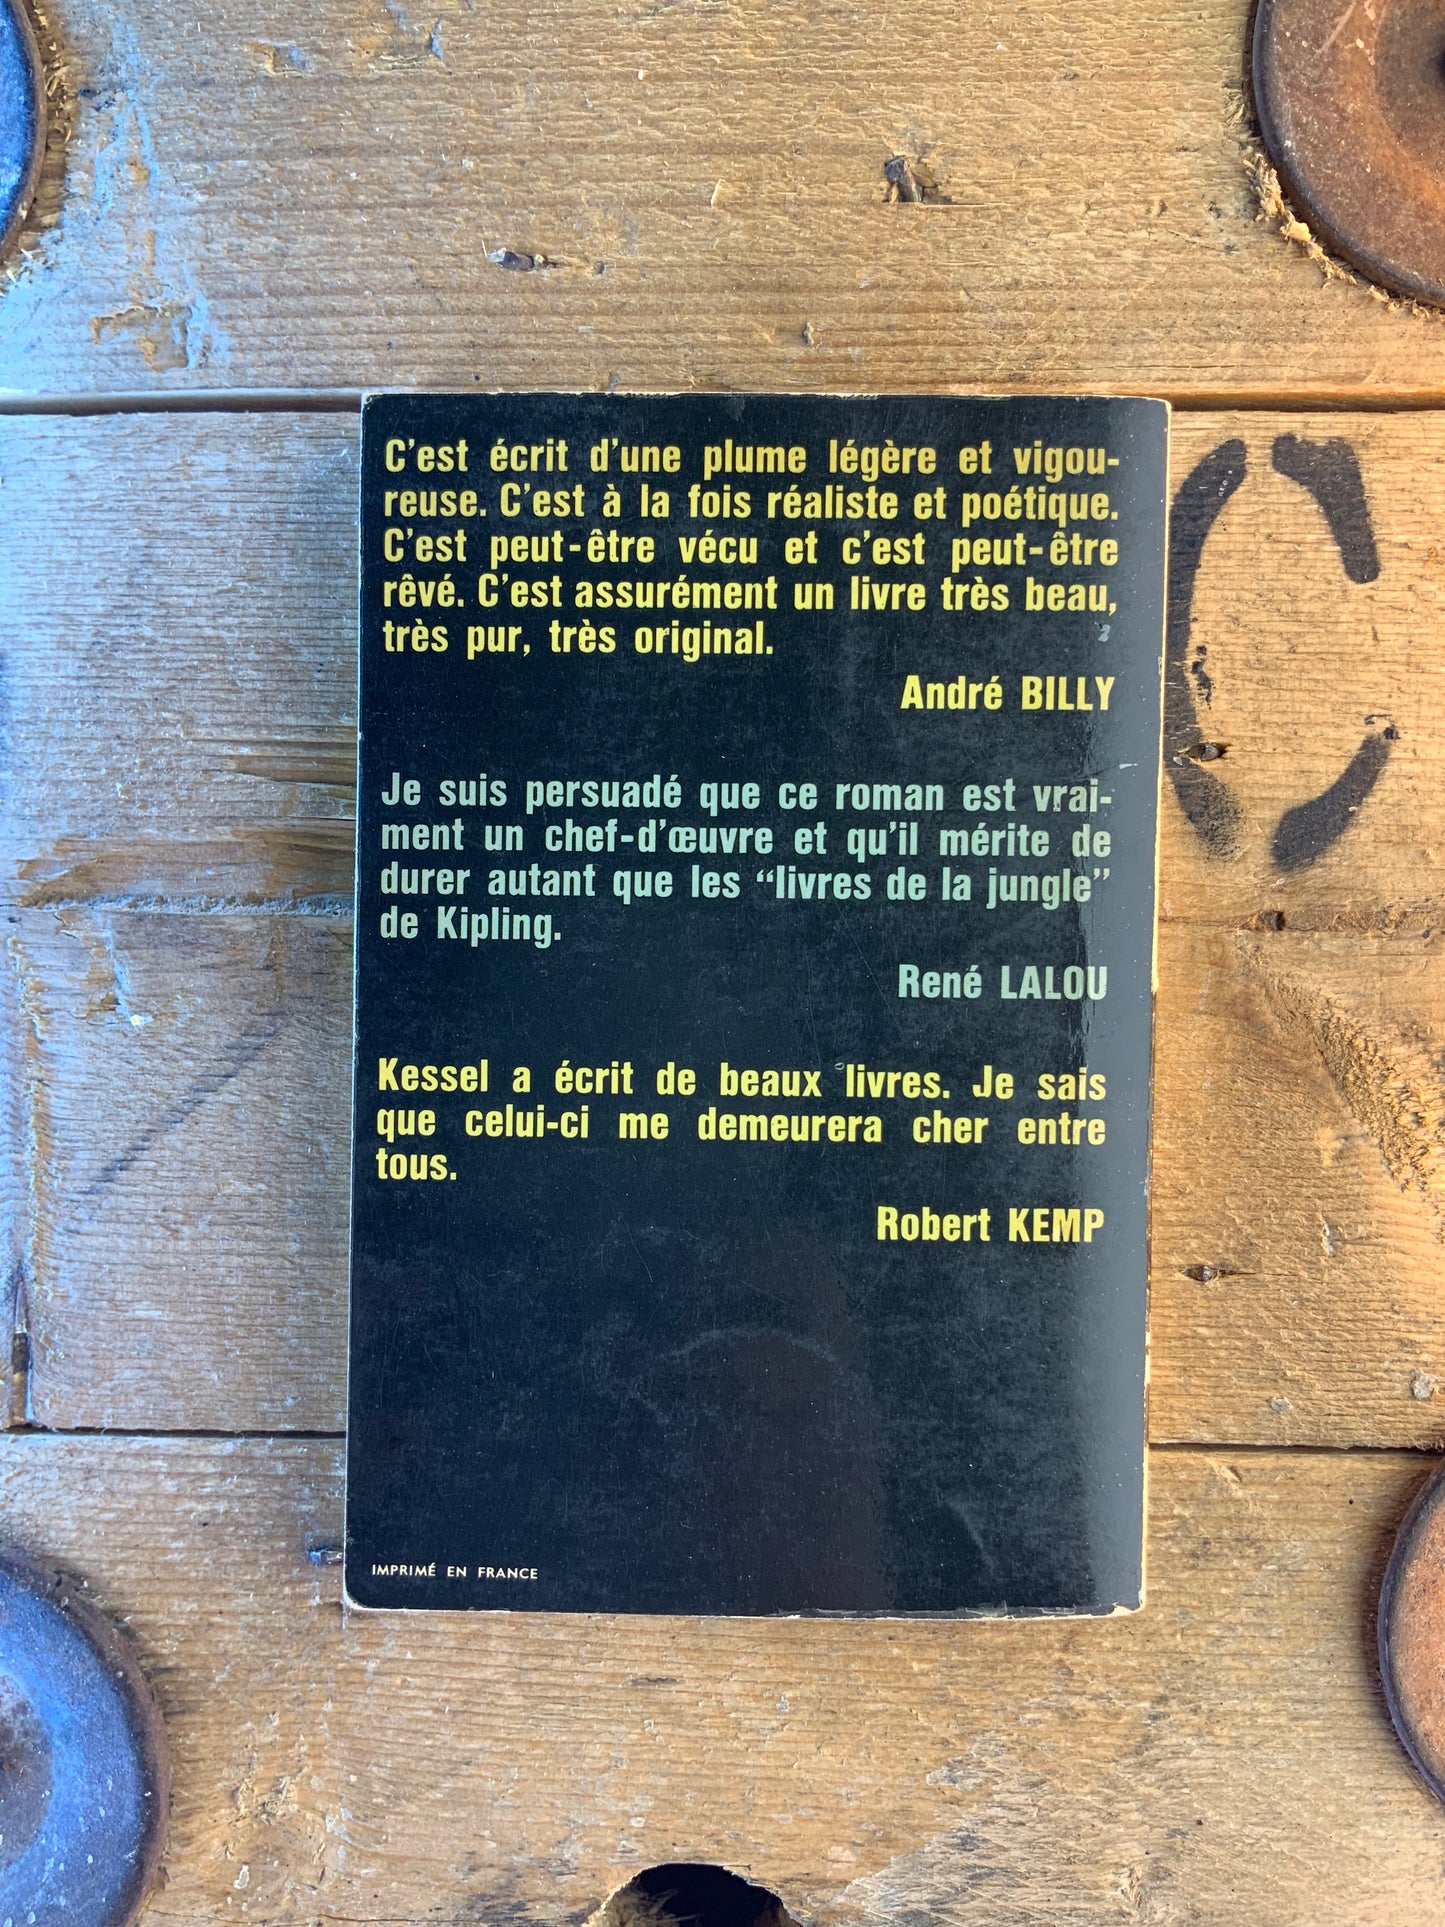 C'est écrit d'une plume légère et vigou-
reuse. C'est à la fois réaliste et poétique.
C'est peut-être vécu et c'est peut-être
rêvé. C'est assurément un livre très beau,
très pur, très original.
André BILLY
Je suis persuadé que ce roman est vrai-
ment un chef-d'œuvre et qu'il mérite de
durer autant que les "livres de la jungle"
de Kipling.
René LALOU
Kessel a écrit de beaux livres. Je sais
que celui-ci me demeurera cher entre
tous.
Robert KEMP
IMPRIMÉ EN FRANCE
C